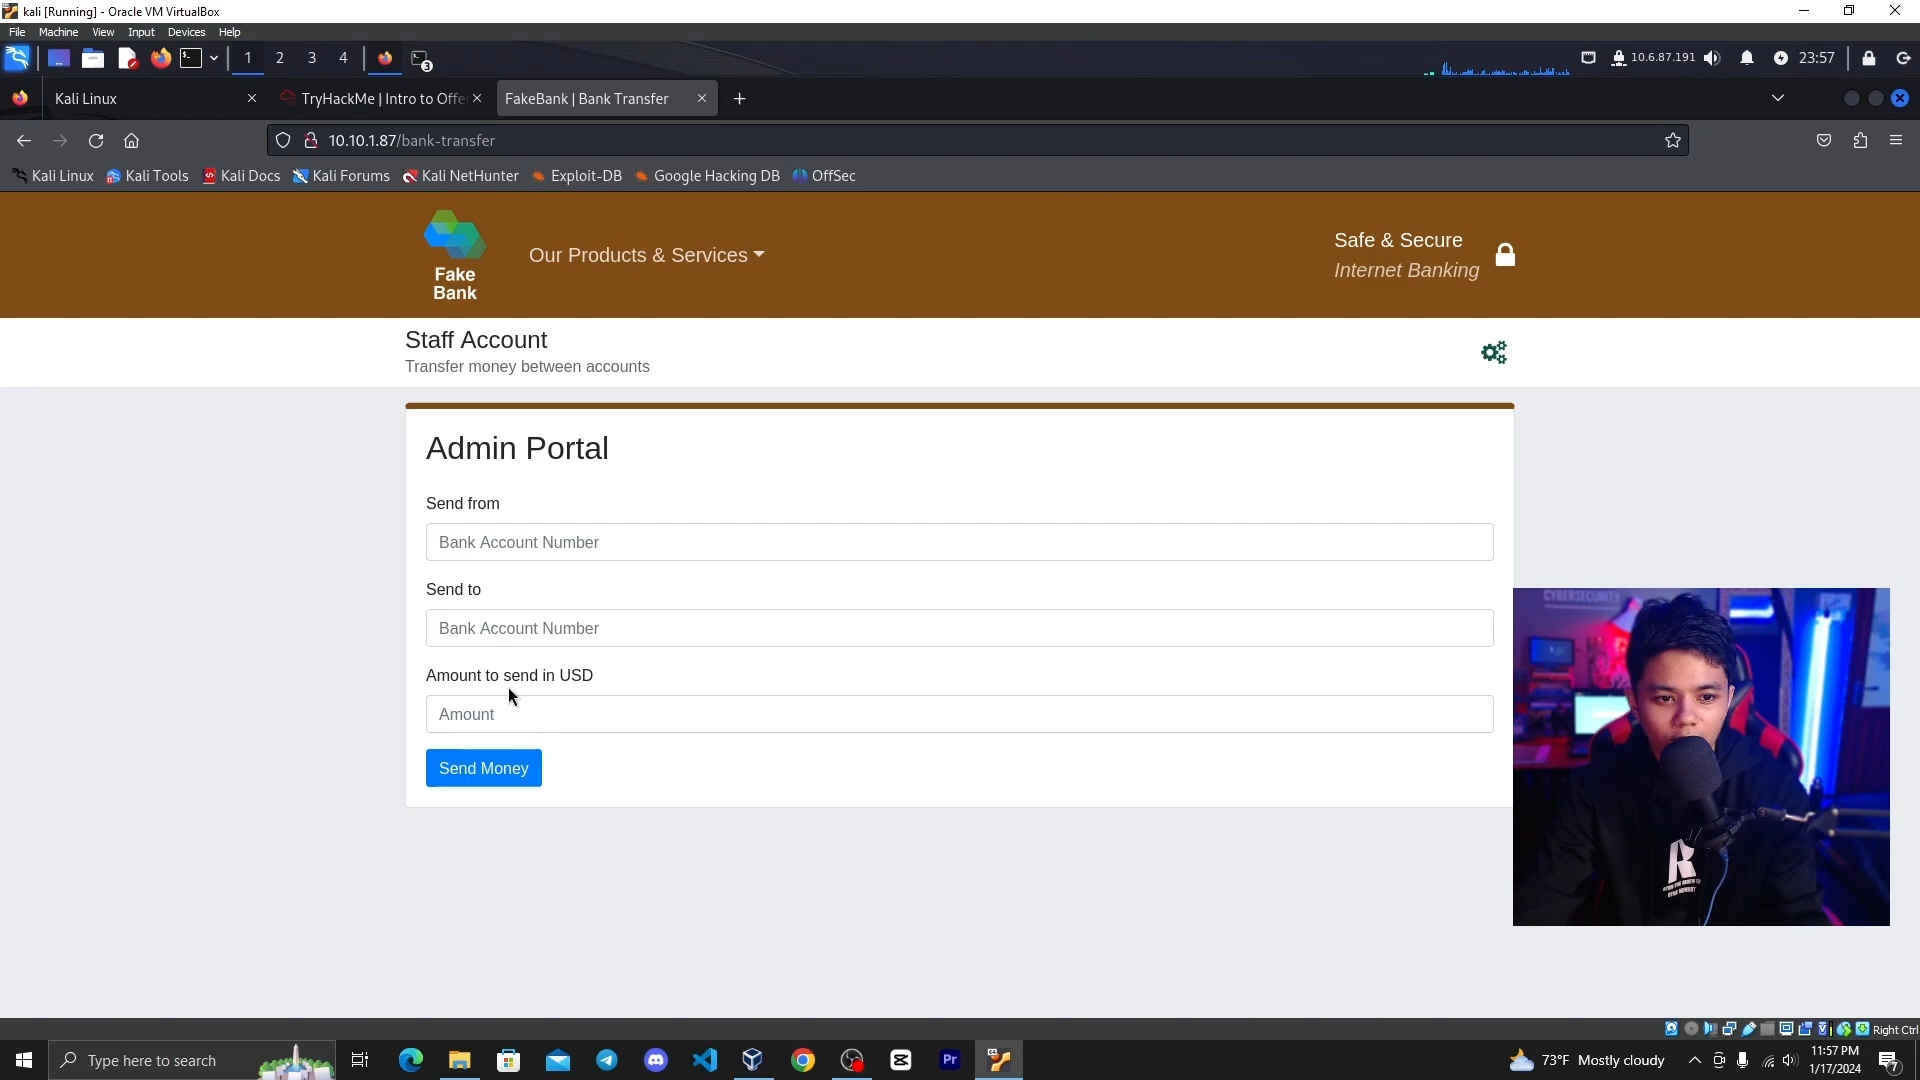 kali [Running] - Oracle VM VirtualBox
File Machine View Input Devices Help
1 2 3 4 3 10.6.87.191 23:57
Kali Linux TryHackMe | Intro to Offe FakeBank | Bank Transfer
10.10.1.87/bank-transfer
Kali Linux Kali Tools Kali Docs Kali Forums Kali NetHunter Exploit-DB Google Hacking DB OffSec
Fake
Bank
Our Products & Services
Safe & Secure
Internet Banking
Staff Account
Transfer money between accounts
Admin Portal
Send from
Bank Account Number
Send to
Bank Account Number
Amount to send in USD
Amount
Send Money
CYBERSECURITY
R
Right Ctrl
Type here to search
Pr
73°F Mostly cloudy
11:57 PM
1/17/2024
7